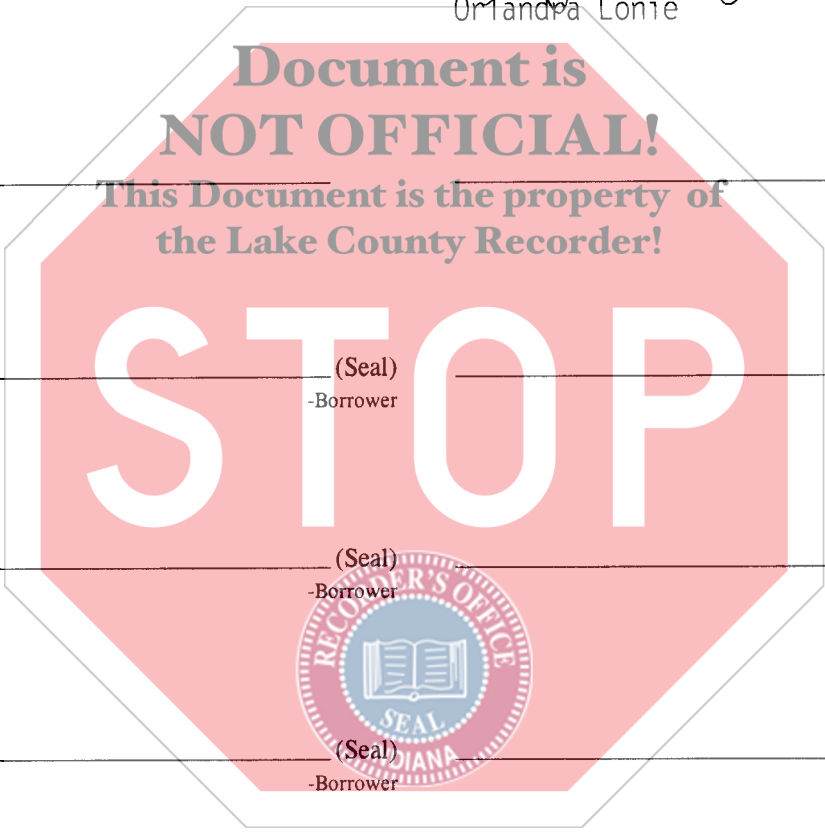 Lonie
Document is
NOT OFFICIAL!
This Document is the property of
the Lake County Recorder!
STOP
(Seal)
-Borrower
(Seal)
-Borrower
RECORDER'S OFFICE
SEAL
INDIANA
(Seal)
-Borrower